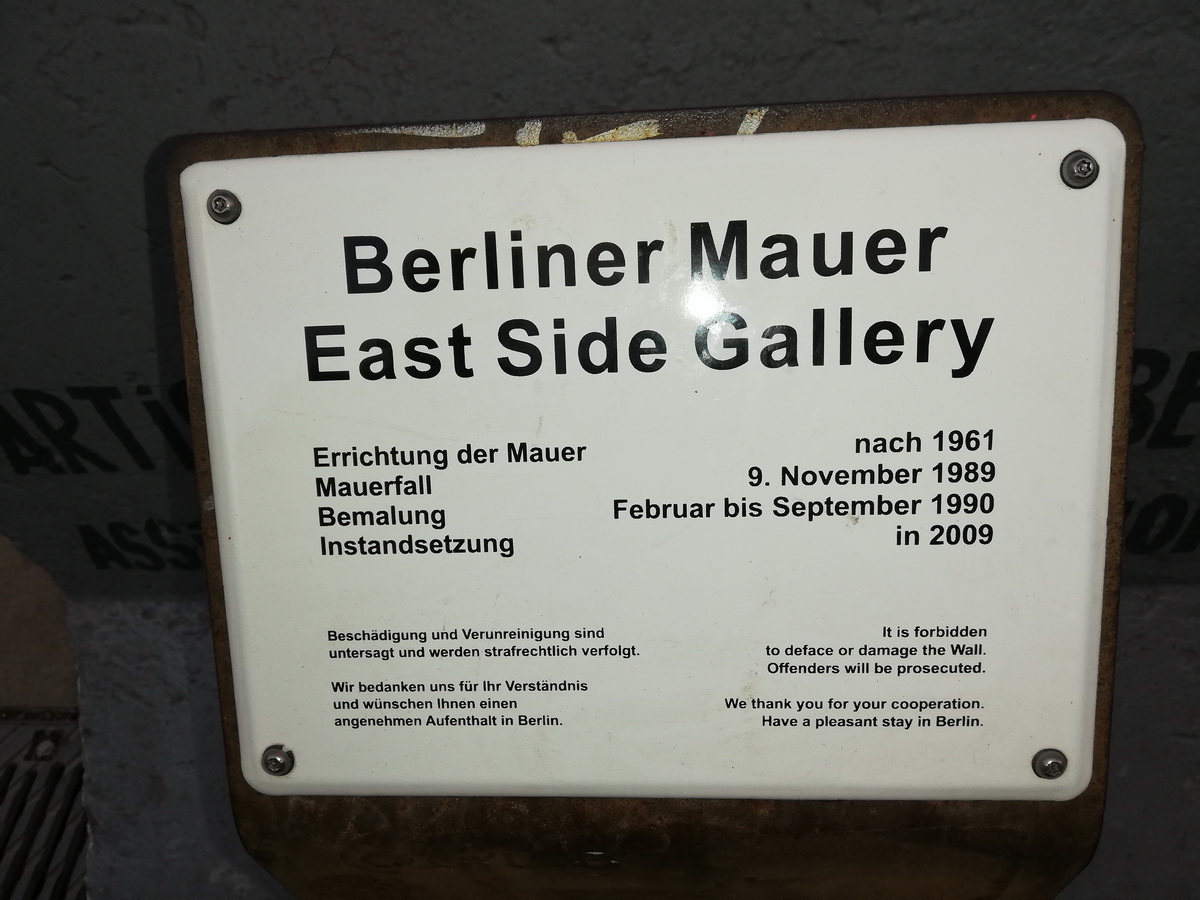 Berliner Mauer
East Side Gallery
Errichtung der Mauer nach 1961
Mauerfall 9. November 1989
Bemalung Februar bis September 1990
Instandsetzung in 2009
Beschädigung und Verunreinigung sind
untersagt und werden strafrechtlich verfolgt.
Wir bedanken uns für Ihr Verständnis
und wünschen Ihnen einen
angenehmen Aufenthalt in Berlin.
It is forbidden
to deface or damage the Wall.
Offenders will be prosecuted.
We thank you for your cooperation.
Have a pleasant stay in Berlin.